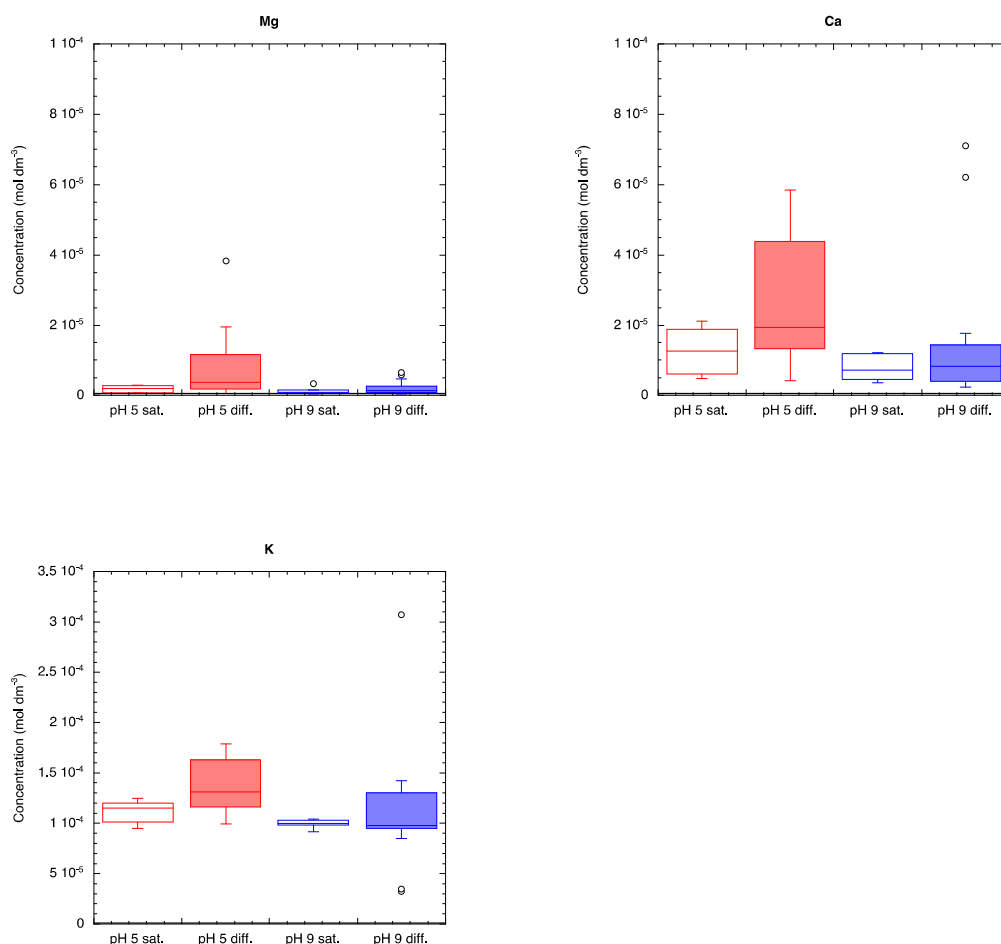 Mg
Concentration (mol dm-3)
1 10-4
8 10-5
6 10-5
4 10-5
2 10-5
0
pH 5 sat. pH 5 diff. pH 9 sat. pH 9 diff.
Ca
Concentration (mol dm-3)
1 10-4
8 10-5
6 10-5
4 10-5
2 10-5
0
pH 5 sat. pH 5 diff. pH 9 sat. pH 9 diff.
K
Concentration (mol dm-3)
3,5 10-4
3 10-4
2,5 10-4
2 10-4
1,5 10-4
1 10-4
5 10-5
0
pH 5 sat. pH 5 diff. pH 9 sat. pH 9 diff.